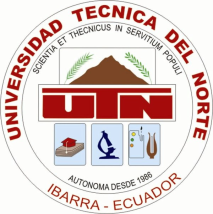 UNIVERSIDAD TECNICA DEL NORTE
SCIENTIA ET THECNICUS IN SERVITIUM POPULI
UTN
AUTONOMA DESDE 1986
IBARRA - ECUADOR